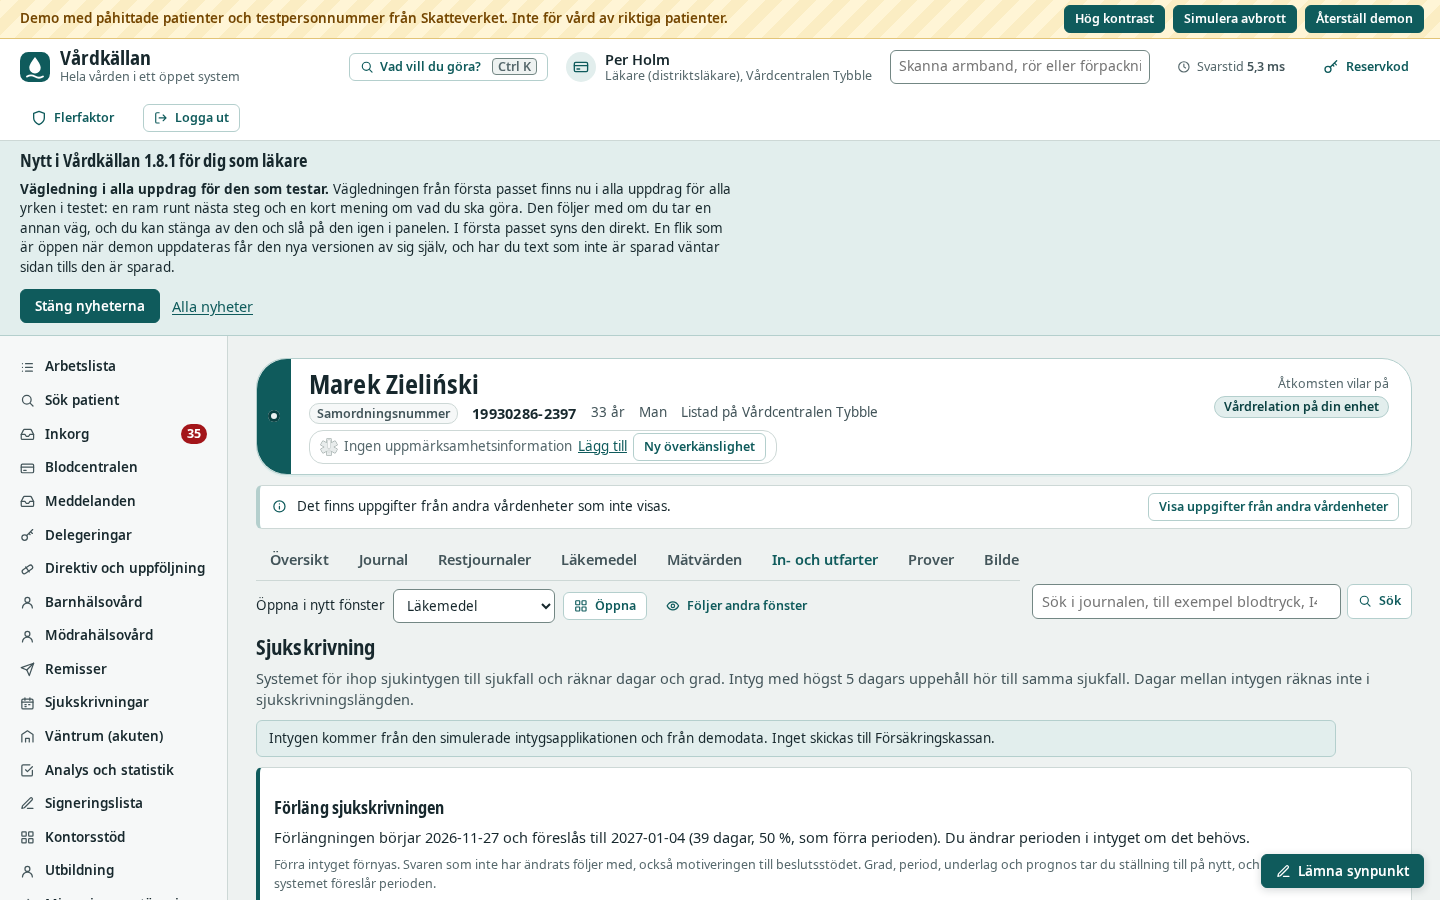 Demo med påhittade patienter och testpersonnummer från Skatteverket. Inte för vård av riktiga patienter.
Hög kontrast
Simulera avbrott
Återställ demon
Vårdkällan
Hela vården i ett öppet system
Vad vill du göra? Ctrl K
Per Holm
Läkare (distriktsläkare), Vårdcentralen Tybble
Skanna armband, rör eller förpackni
Svarstid 5,3 ms
Reservkod
Flerfaktor
Logga ut
Nytt i Vårdkällan 1.8.1 för dig som läkare
Vägledning i alla uppdrag för den som testar. Vägledningen från första passet finns nu i alla uppdrag för alla
yrken i testet: en ram runt nästa steg och en kort mening om vad du ska göra. Den följer med om du tar en
annan väg, och du kan stänga av den och slå på den igen i panelen. I första passet syns den direkt. En flik som
är öppen när demon uppdateras får den nya versionen av sig själv, och har du text som inte är sparad väntar
sidan tills den är sparad.
Stäng nyheterna
Alla nyheter
Arbetslista
Sök patient
Inkorg 35
Blodcentralen
Meddelanden
Delegeringar
Direktiv och uppföljning
Barnhälsovård
Mödrahälsovård
Remisser
Sjukskrivningar
Väntrum (akuten)
Analys och statistik
Signeringslista
Kontorsstöd
Utbildning
Marek Zieliński
Samordningsnummer 19930286-2397 33 år Man Listad på Vårdcentralen Tybble
Åtkomsten vilar på
Vårdrelation på din enhet
Ingen uppmärksamhetsinformation Lägg till Ny överkänslighet
Det finns uppgifter från andra vårdenheter som inte visas.
Visa uppgifter från andra vårdenheter
Översikt Journal Restjournaler Läkemedel Mätvärden In- och utfarter Prover Bilde
Öppna i nytt fönster Läkemedel Öppna Följer andra fönster
Sök i journalen, till exempel blodtryck, I
Sök
Sjukskrivning
Systemet för ihop sjukintygen till sjukfall och räknar dagar och grad. Intyg med högst 5 dagars uppehåll hör till samma sjukfall. Dagar mellan intygen räknas inte i
sjukskrivningslängden.
Intygen kommer från den simulerade intygsapplikationen och från demodata. Inget skickas till Försäkringskassan.
Förläng sjukskrivningen
Förlängningen börjar 2026-11-27 och föreslås till 2027-01-04 (39 dagar, 50 %, som förra perioden). Du ändrar perioden i intyget om det behövs.
Förra intyget förnyas. Svaren som inte har ändrats följer med, också motiveringen till beslutsstödet. Grad, period, underlag och prognos tar du ställning till på nytt, och
systemet föreslår perioden.
Lämna synpunkt